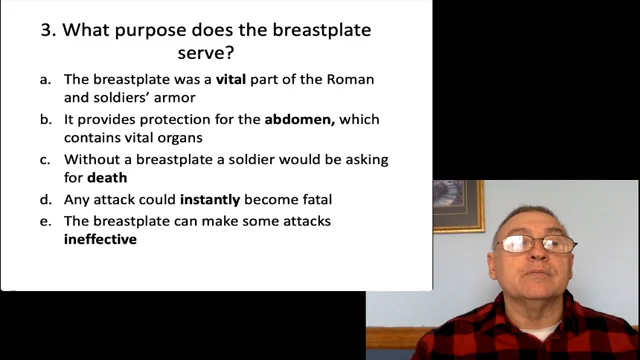 3. What purpose does the breastplate
serve?
a. The breastplate was a vital part of the Roman
and soldiers’ armor
b. It provides protection for the abdomen, which
contains vital organs
c. Without a breastplate a soldier would be asking
for death
d. Any attack could instantly become fatal
e. The breastplate can make some attacks
ineffective